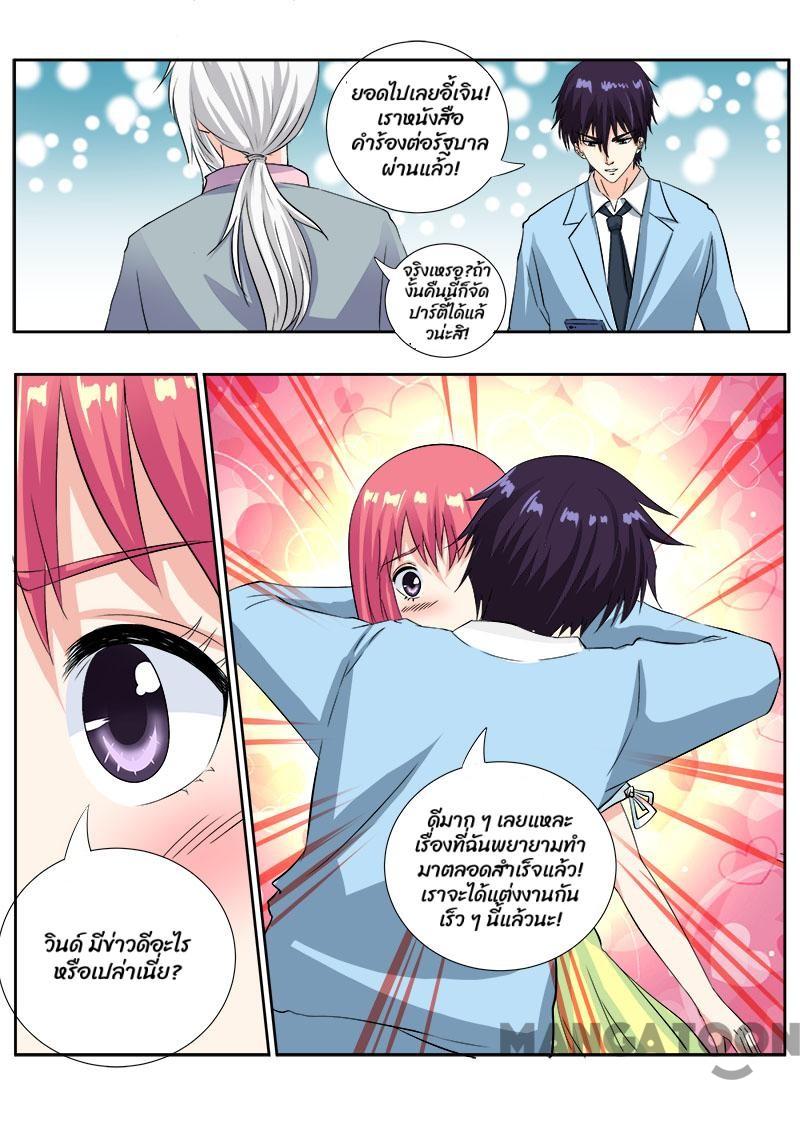 ยอดไปเลยอี้เจิน!
เราหนังสือ
คำร้องต่อรัฐบาล
ผ่านแล้ว!
จริงเหรอ?ถ้า
งั้นคืนนี้ก็จัด
ปาร์ตี้ได้แล้
วน่ะสิ!
วินด์ มีข่าวดีอะไร
หรือเปล่าเนี่ย?
ดีมาก ๆ เลยแหละ
เรื่องที่ฉันพยายามทำ
มาตลอดสำเร็จแล้ว!
เราจะได้แต่งงานกัน
เร็ว ๆ นี้แล้วนะ!
MANGATOON